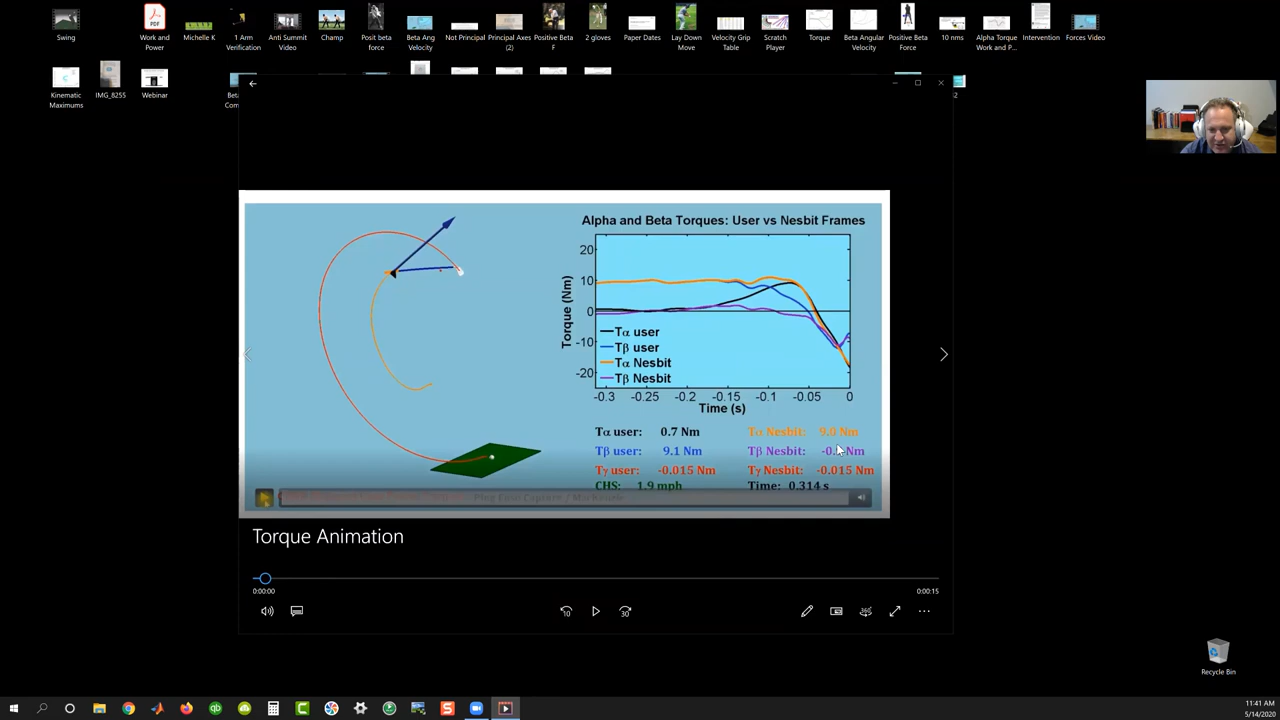 Swing
Work and
Power
Michelle K
1 Arm
Verification
Anti Summit
Video
Champ
Posit beta
force
Beta Ang
Velocity
Not Principal
Principal Axes
(2)
Positive Beta
F
2 gloves
Paper Dates
Lay Down
Move
Velocity Grip
Table
Scratch
Player
Torque
Beta Angular
Velocity
Positive Beta
Force
10 nms
Alpha Torque
Work and P...
Intervention
Forces Video
Kinematic
Maximums
IMG_8255
Webinar
Alpha and Beta Torques: User vs Nesbit Frames
Torque (Nm)
20
10
0
-10
-20
Tα user
Tβ user
Tα Nesbit
Tβ Nesbit
-0.3 -0.25 -0.2 -0.15 -0.1 -0.05 0
Time (s)
Tα user: 0.7 Nm Tα Nesbit: 9.0 Nm
Tβ user: 9.1 Nm Tβ Nesbit: Nm
Tγ user: -0.015 Nm Tγ Nesbit: -0.015 Nm
CHS: 1.9 mph Time: 0.314 s
Torque Animation
0:00:00
0:00:15
10
30
Recycle Bin
11:41 AM
5/14/2020